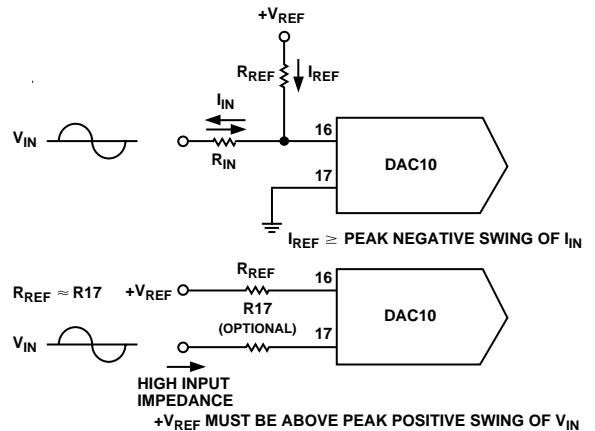 +VREF
RREF
IREF
IIN
VIN
RIN
16
17
DAC10
IREF ≥ PEAK NEGATIVE SWING OF IIN
RREF ≈ R17
+VREF
RREF
16
R17
(OPTIONAL)
17
DAC10
VIN
HIGH INPUT
IMPEDANCE
+VREF MUST BE ABOVE PEAK POSITIVE SWING OF VIN